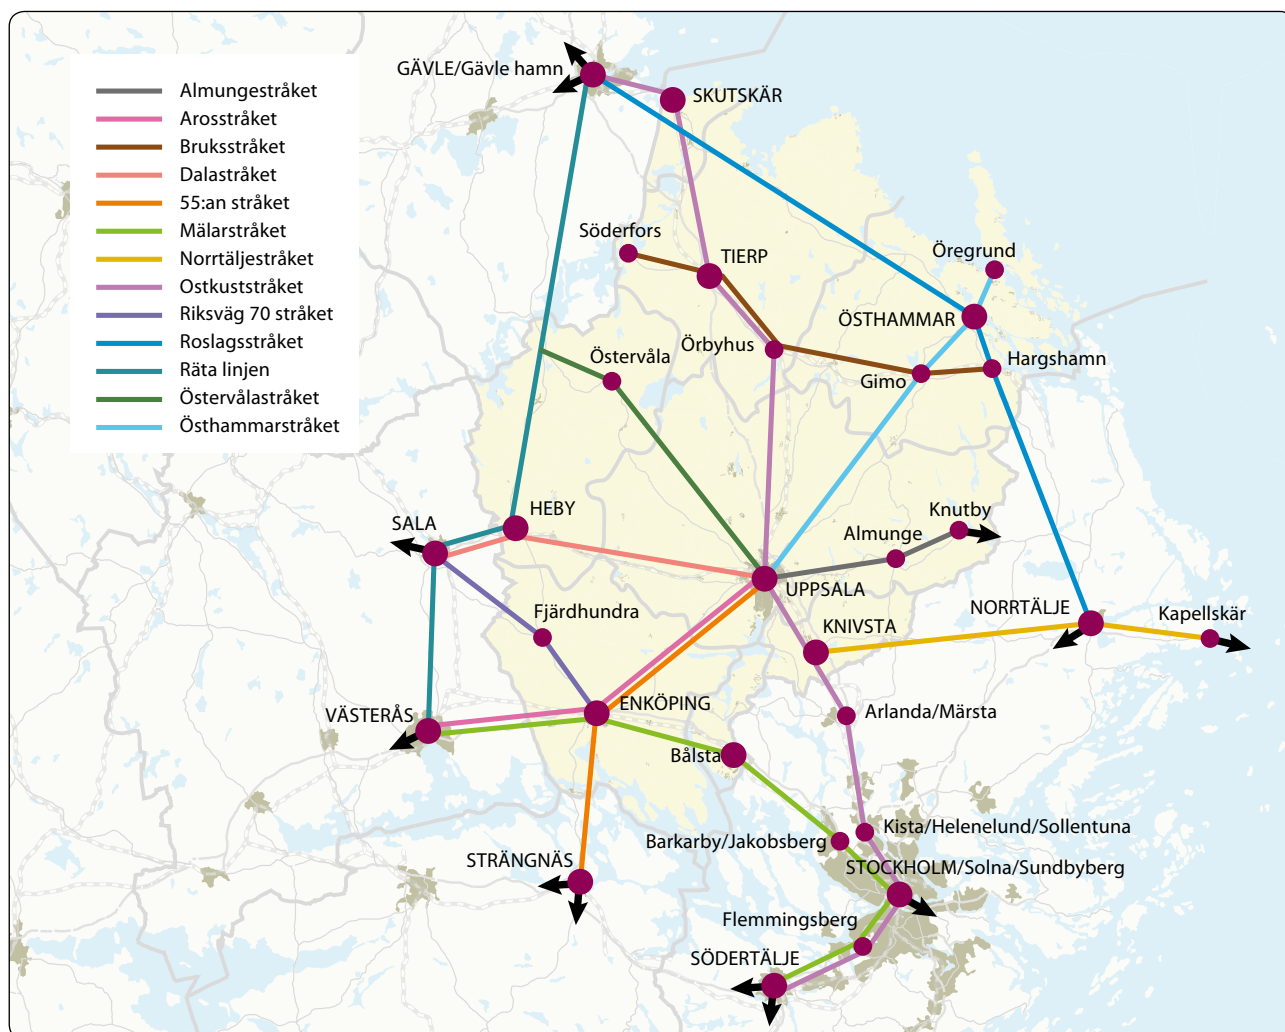 GÄVLE/Gävle hamn
SKUTSKÄR
Almungestråket
Arosstråket
Bruksstråket
Dalastråket
55:an stråket
Mälarstråket
Norrtäljestråket
Ostkuststråket
Riksväg 70 stråket
Roslagsstråket
Räta linjen
Östervålastråket
Östhammarstråket
Söderfors
TIERP
Öregrund
ÖSTHAMMAR
Örbyhus
Östervåla
Hargshamn
Gimo
HEBY
SALA
Knutby
Almunge
UPPSALA
Fjärdhundra
KNIVSTA
NORRTÄLJE
Kapellskär
ENKÖPING
VÄSTERÅS
Arlanda/Märsta
Bålsta
Kista/Helenelund/Sollentuna
Barkarby/Jakobsberg
STRÄNGNÄS
STOCKHOLM/Solna/Sundbyberg
Flemmingsberg
SÖDERTÄLJE